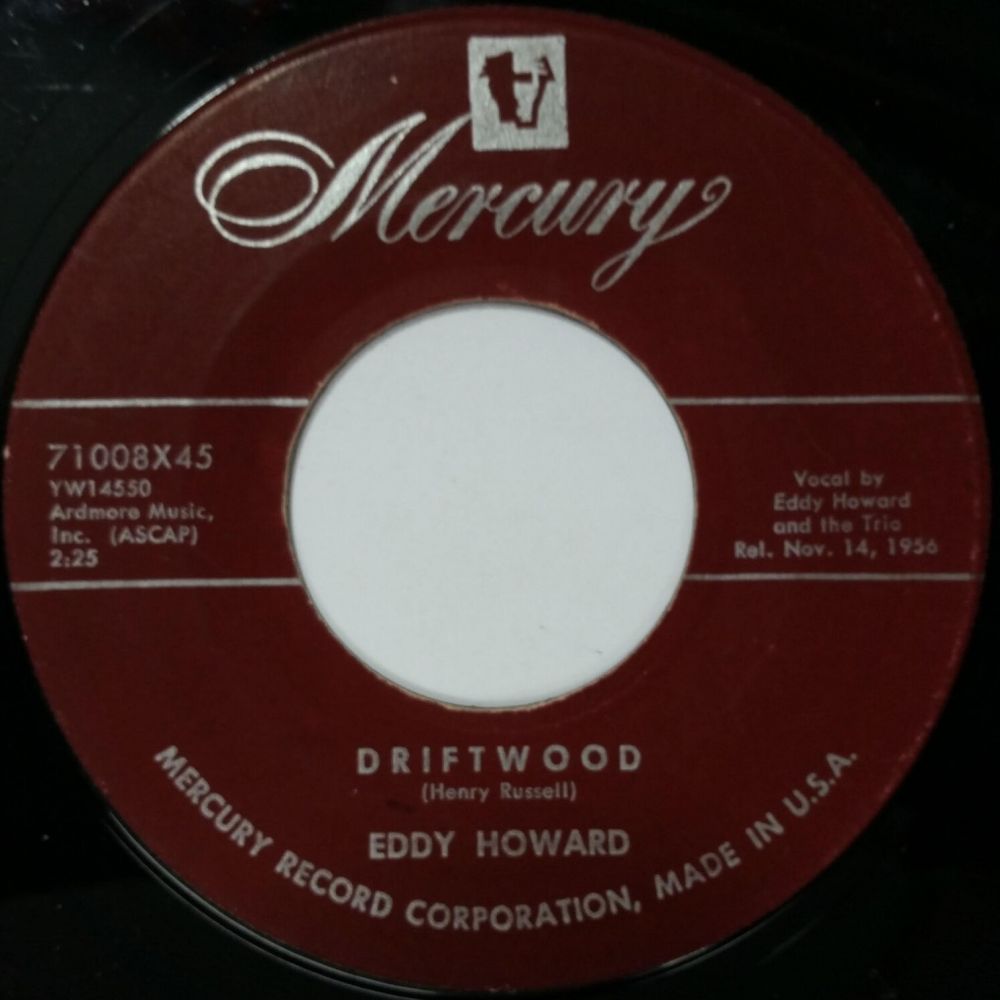 Mercury
71008X45
YW14550
Ardmore Music,
Inc. (ASCAP)
2:25
Vocal by
Eddy Howard
and the Trio
Rel. Nov. 14, 1956
DRIFTWOOD
(Henry Russell)
EDDY HOWARD
MERCURY RECORD CORPORATION, MADE IN U.S.A.